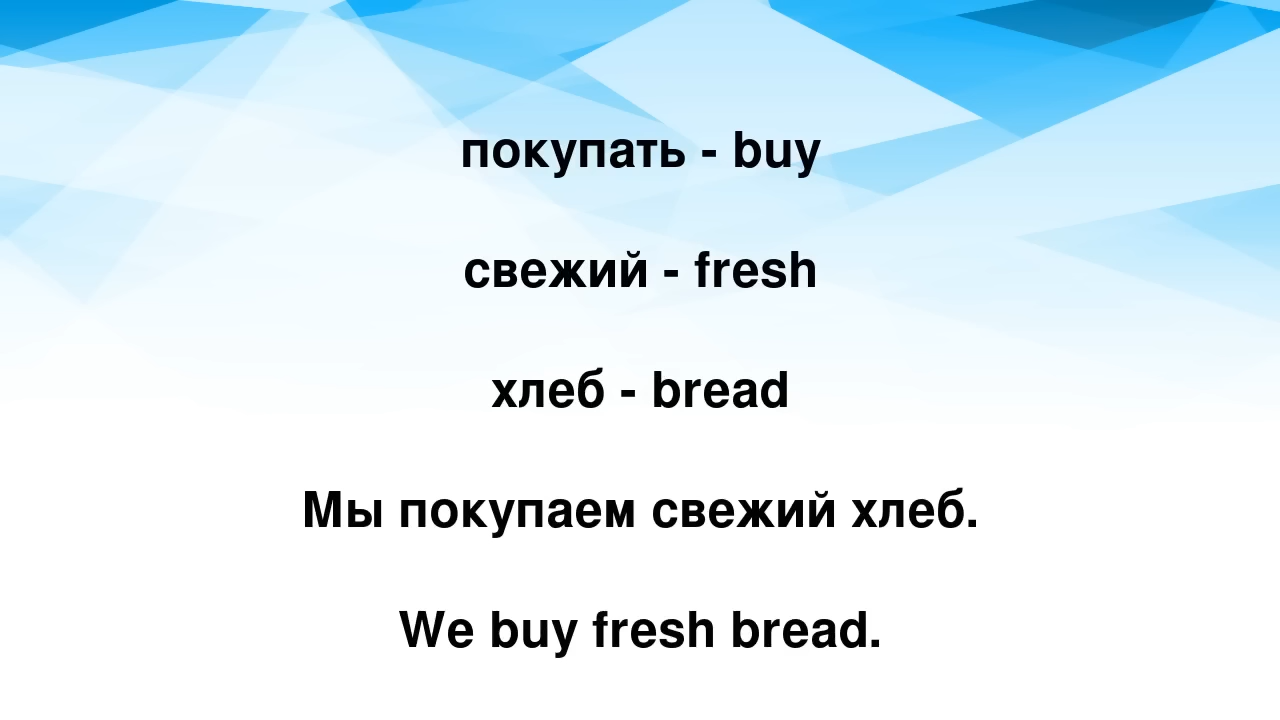 покупать - buy
свежий - fresh
хлеб - bread
Мы покупаем свежий хлеб.
We buy fresh bread.